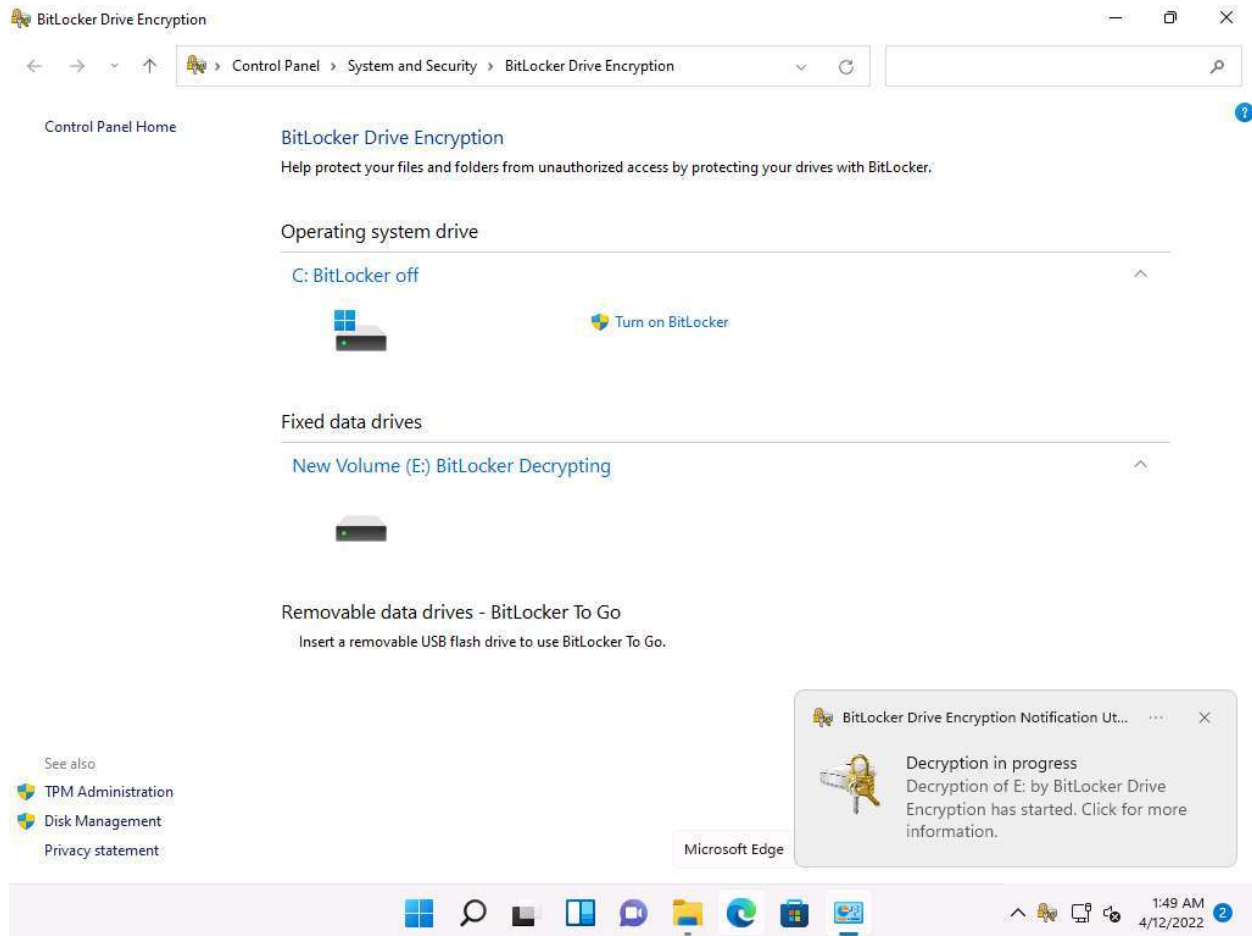 BitLocker Drive Encryption
Control Panel > System and Security > BitLocker Drive Encryption
Control Panel Home
BitLocker Drive Encryption
Help protect your files and folders from unauthorized access by protecting your drives with BitLocker.
Operating system drive
C: BitLocker off
Turn on BitLocker
Fixed data drives
New Volume (E:) BitLocker Decrypting
Removable data drives - BitLocker To Go
Insert a removable USB flash drive to use BitLocker To Go.
See also
TPM Administration
Disk Management
Privacy statement
BitLocker Drive Encryption Notification Ut...
Decryption in progress
Decryption of E: by BitLocker Drive
Encryption has started. Click for more
information.
Microsoft Edge
1:49 AM
4/12/2022
2